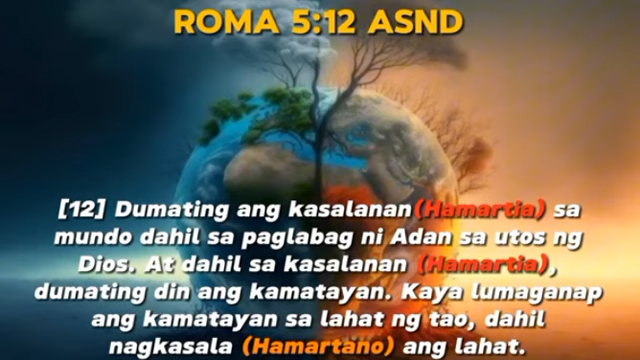 ROMA 5:12 ASND
[12] Dumating ang kasalanan(Hamartia) sa
mundo dahil sa paglabag ni Adan sa utos ng
Dios. At dahil sa kasalanan (Hamartia),
dumating din ang kamatayan. Kaya lumaganap
ang kamatayan sa lahat ng tao, dahil
nagkasala (Hamartano) ang lahat.